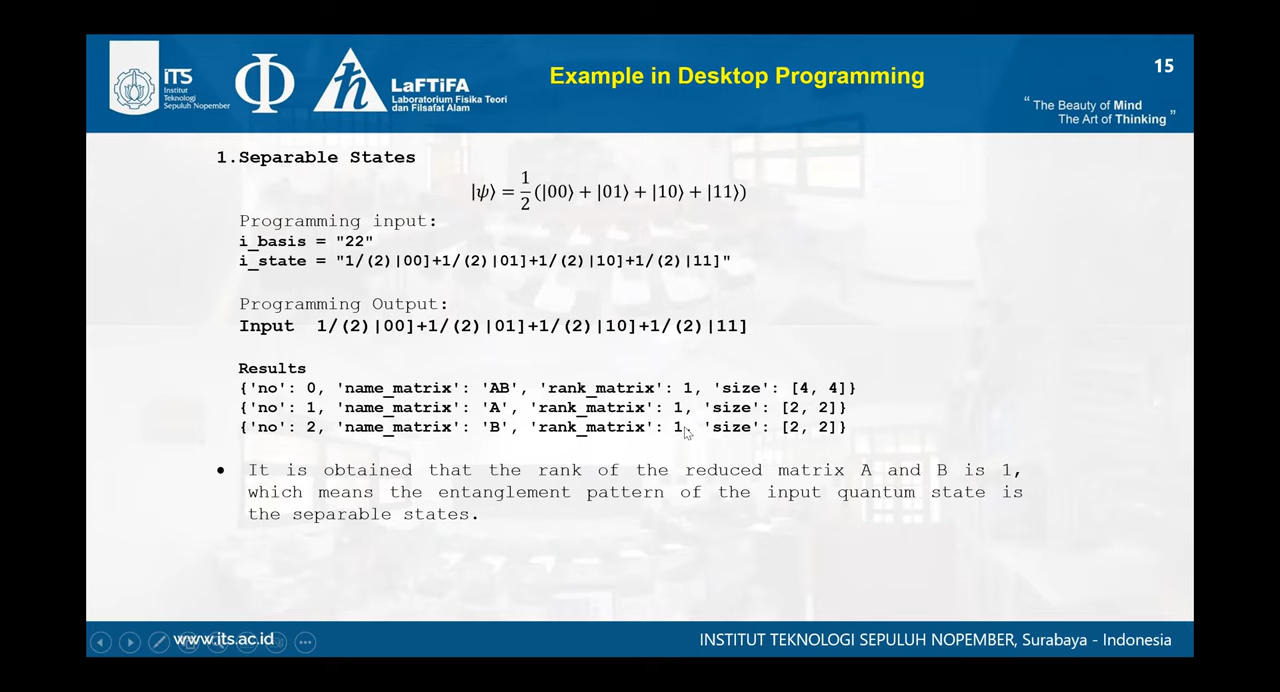 iTS
Institut
Teknologi
Sepuluh Nopember
Φ
ℏ
LaFTiFA
Laboratorium Fisika Teori
dan Filsafat Alam
Example in Desktop Programming
15
“ The Beauty of Mind
The Art of Thinking ”
1.Separable States
|ψ⟩ = 1/2 (|00⟩ + |01⟩ + |10⟩ + |11⟩)
Programming input:
i_basis = "22"
i_state = "1/(2)|00]+1/(2)|01]+1/(2)|10]+1/(2)|11]"
Programming Output:
Input 1/(2)|00]+1/(2)|01]+1/(2)|10]+1/(2)|11]
Results
{'no': 0, 'name_matrix': 'AB', 'rank_matrix': 1, 'size': [4, 4]}
{'no': 1, 'name_matrix': 'A', 'rank_matrix': 1, 'size': [2, 2]}
{'no': 2, 'name_matrix': 'B', 'rank_matrix': 1, 'size': [2, 2]}
• It is obtained that the rank of the reduced matrix A and B is 1,
which means the entanglement pattern of the input quantum state is
the separable states.
www.its.ac.id
INSTITUT TEKNOLOGI SEPULUH NOPEMBER, Surabaya - Indonesia